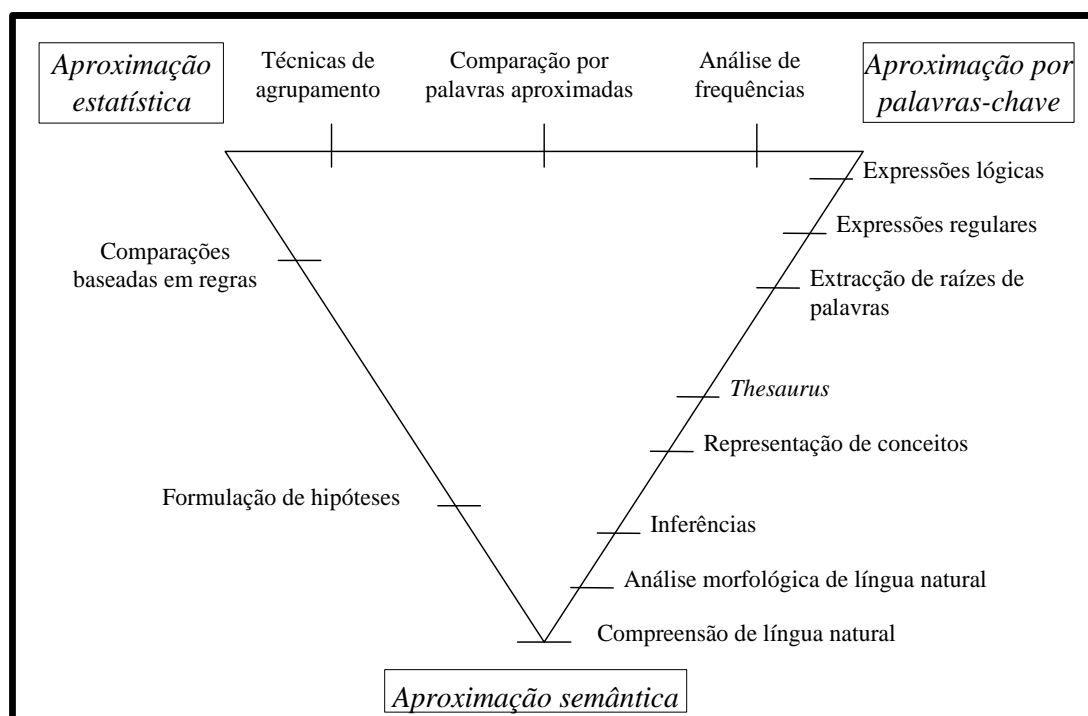 Aproximação
estatística
Técnicas de
agrupamento
Comparação por
palavras aproximadas
Análise de
frequências
Aproximação por
palavras-chave
Expressões lógicas
Expressões regulares
Comparações
baseadas em regras
Extracção de raízes de
palavras
Thesaurus
Representação de conceitos
Formulação de hipóteses
Inferências
Análise morfológica de língua natural
Compreensão de língua natural
Aproximação semântica